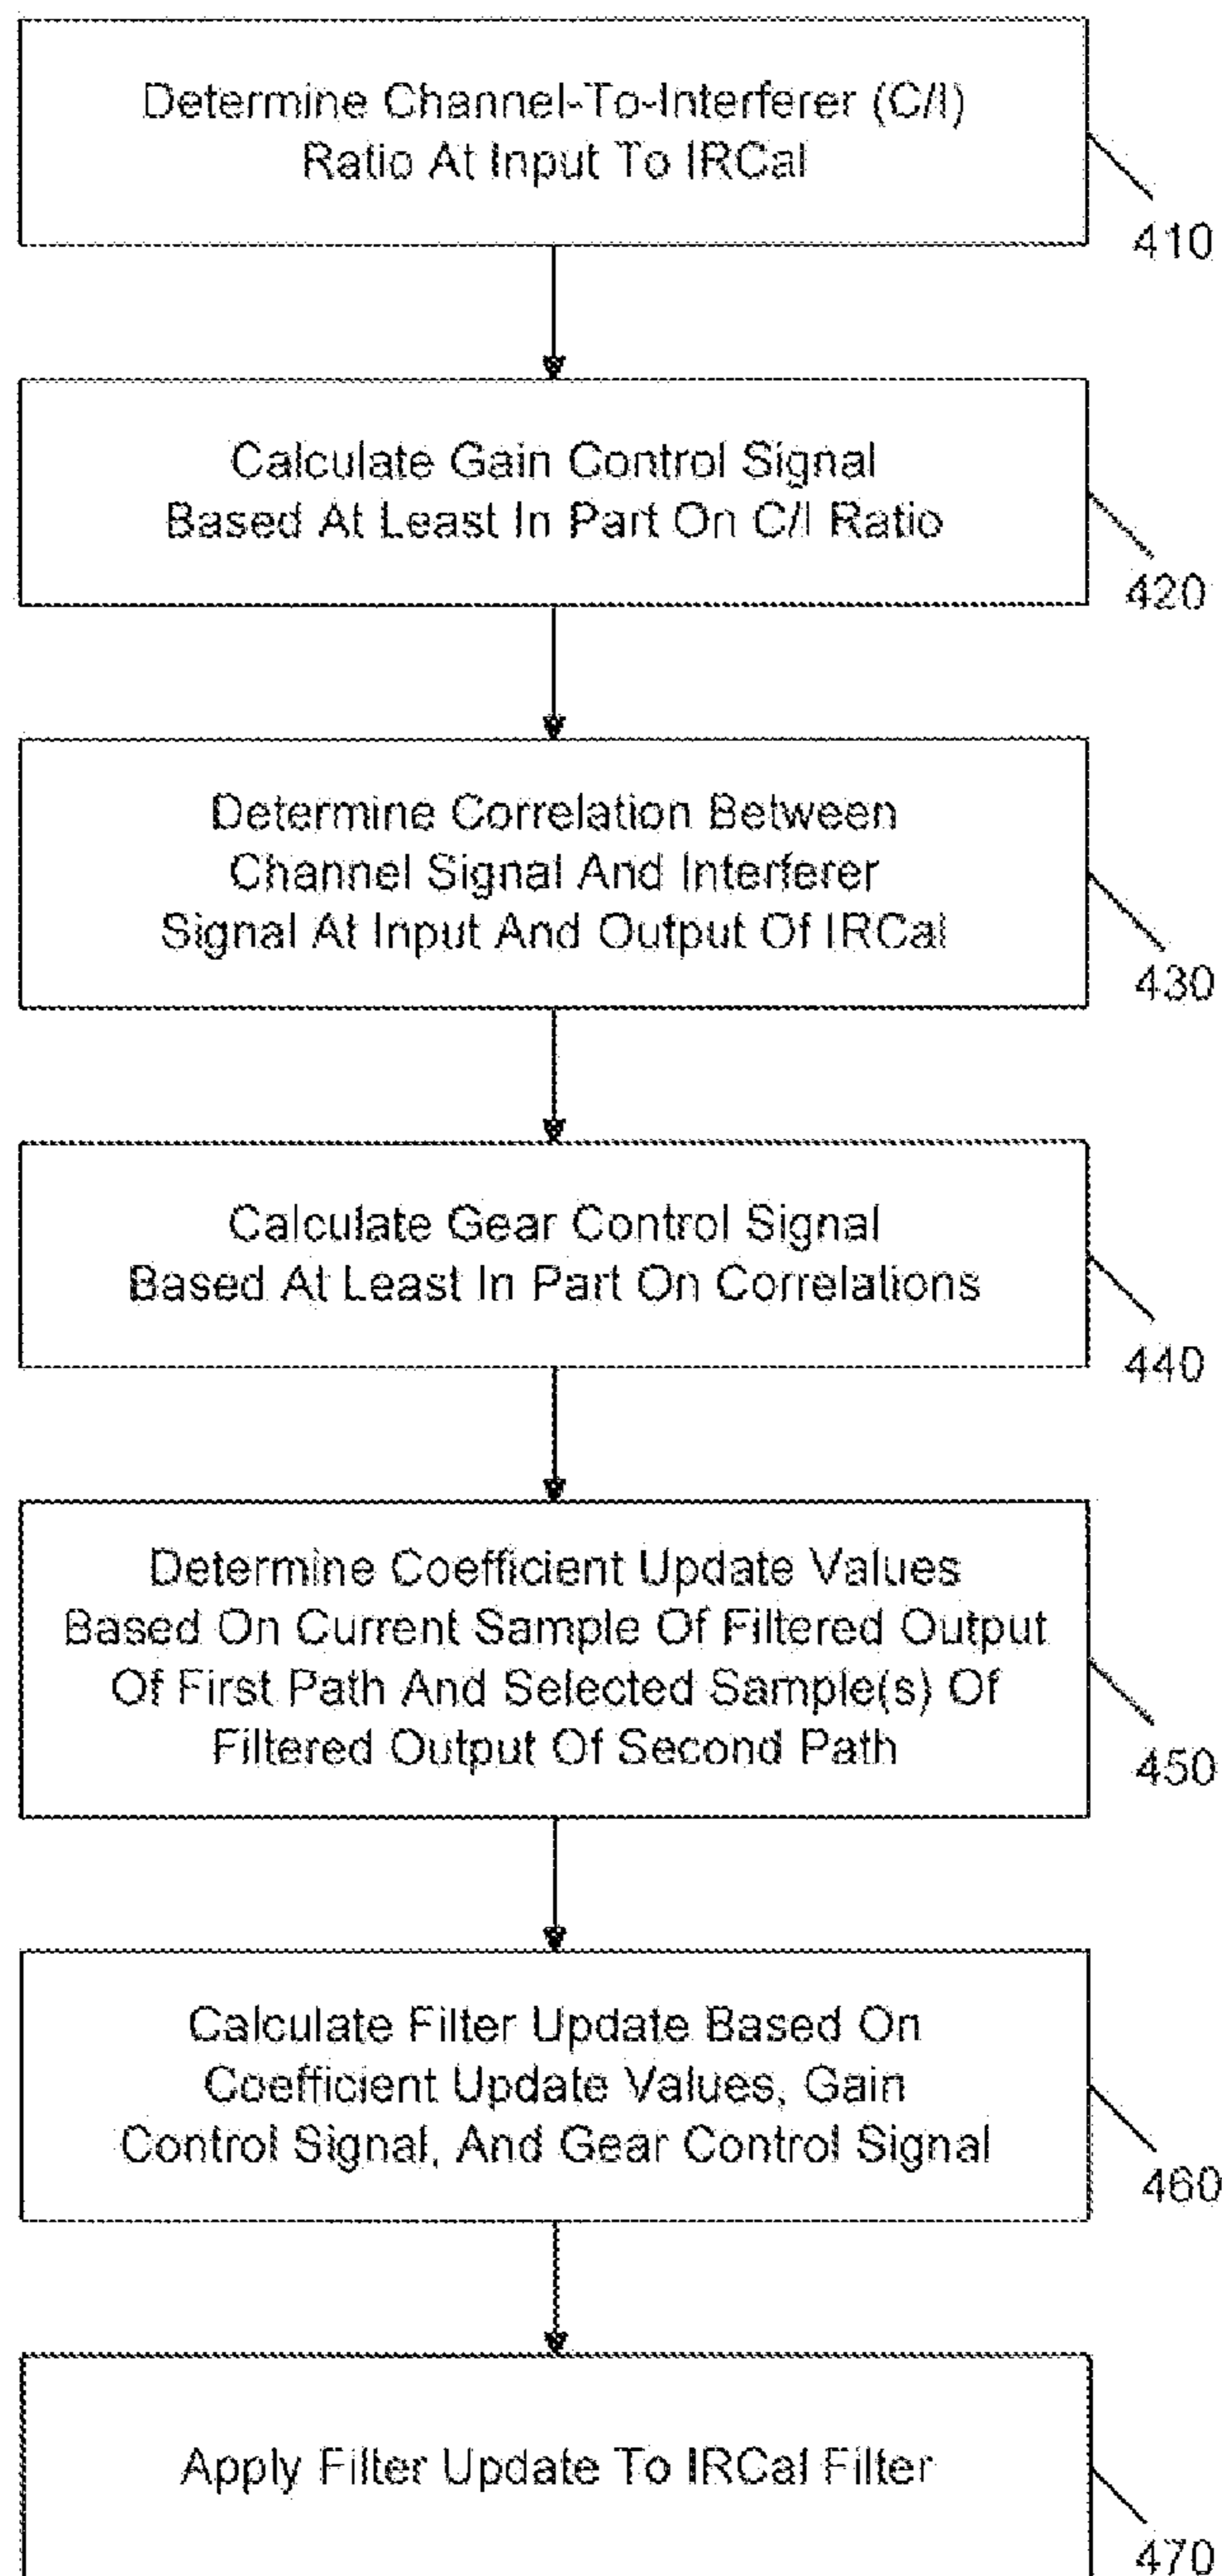 Determine Channel-To-Interferer (C/I)
Ratio At Input To IRCal
410
Calculate Gain Control Signal
Based At Least In Part On C/I Ratio
420
Determine Correlation Between
Channel Signal And Interferer
Signal At Input And Output Of IRCal
430
Calculate Gear Control Signal
Based At Least In Part On Correlations
440
Determine Coefficient Update Values
Based On Current Sample Of Filtered Output
Of First Path And Selected Sample(s) Of
Filtered Output Of Second Path
450
Calculate Filter Update Based On
Coefficient Update Values, Gain
Control Signal, And Gear Control Signal
460
Apply Filter Update To IRCal Filter
470